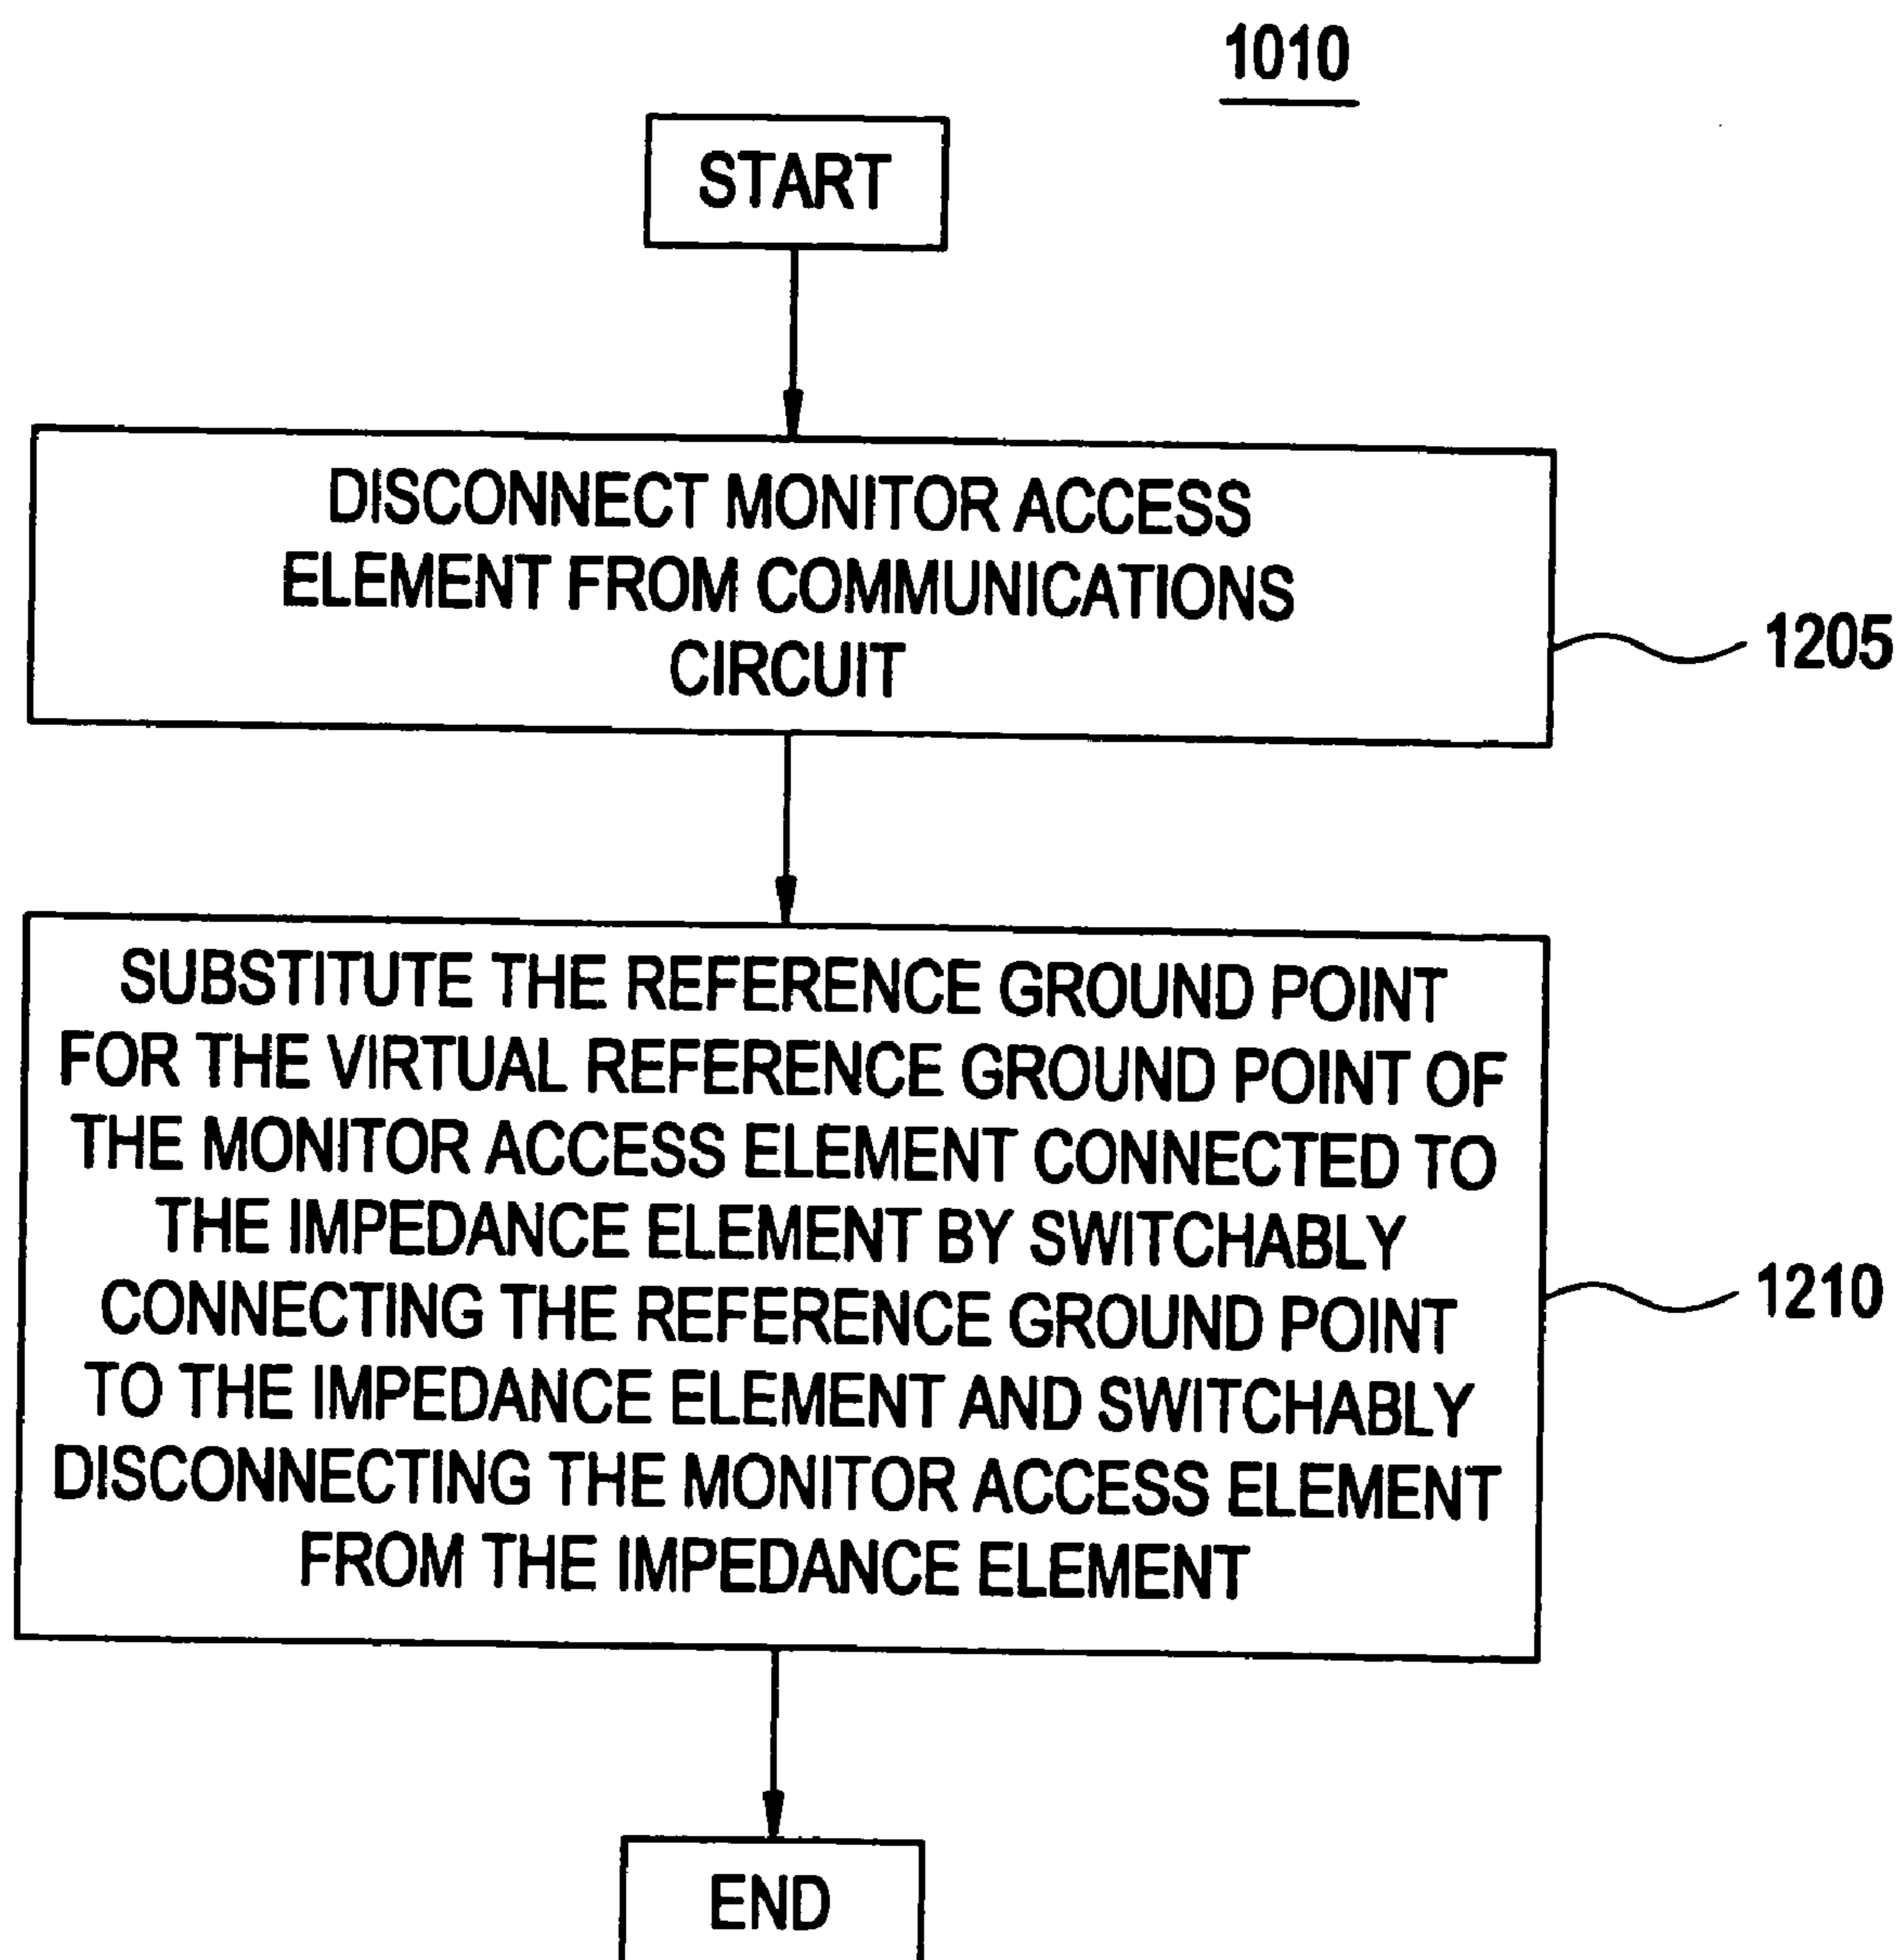 1010
START
DISCONNECT MONITOR ACCESS
ELEMENT FROM COMMUNICATIONS
CIRCUIT
1205
SUBSTITUTE THE REFERENCE GROUND POINT
FOR THE VIRTUAL REFERENCE GROUND POINT OF
THE MONITOR ACCESS ELEMENT CONNECTED TO
THE IMPEDANCE ELEMENT BY SWITCHABLY
CONNECTING THE REFERENCE GROUND POINT
TO THE IMPEDANCE ELEMENT AND SWITCHABLY
DISCONNECTING THE MONITOR ACCESS ELEMENT
FROM THE IMPEDANCE ELEMENT
1210
END